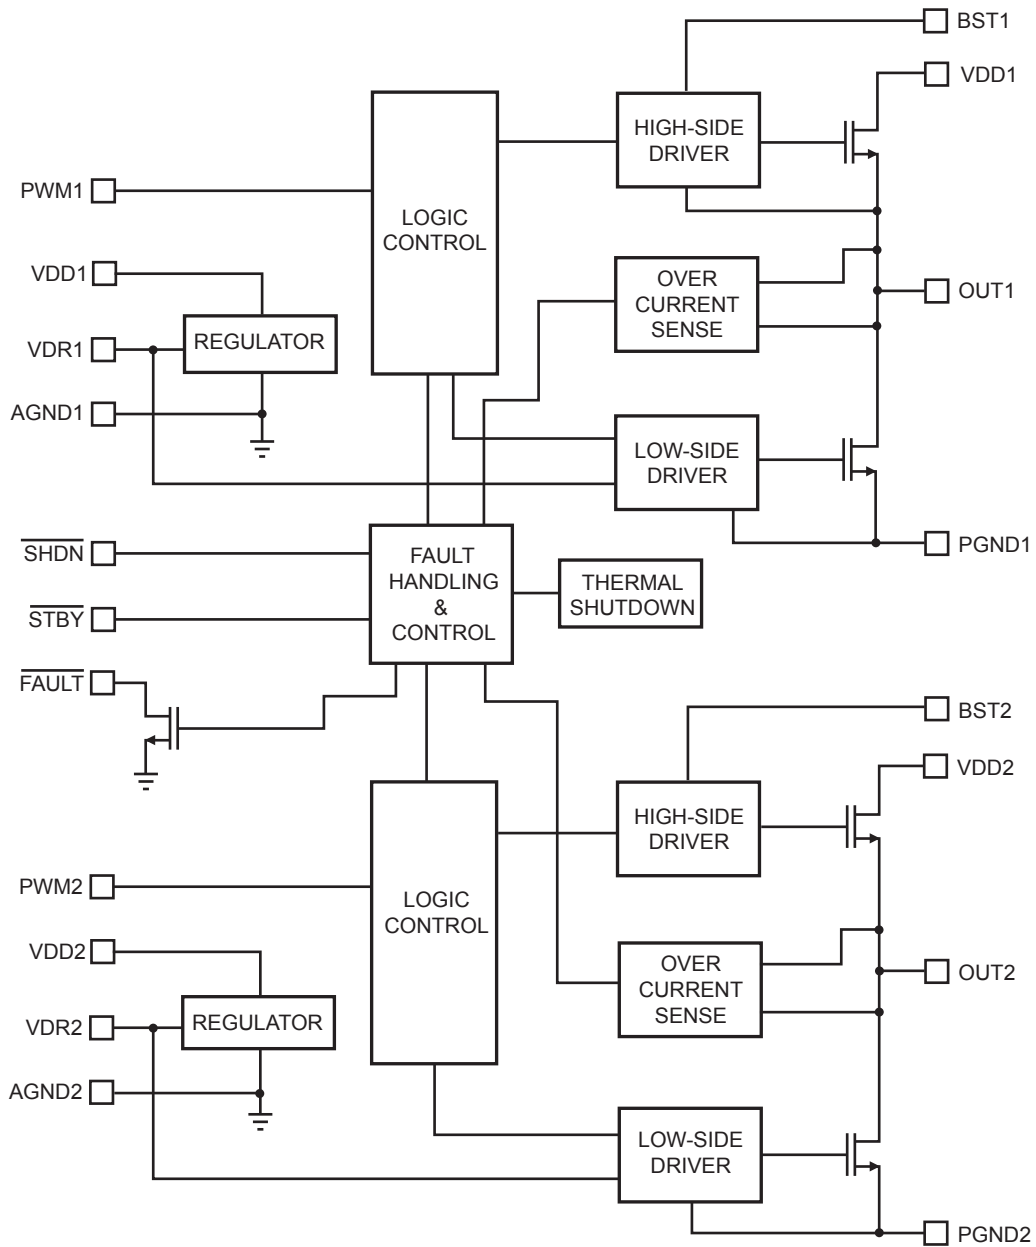 BST1
VDD1
HIGH-SIDE
DRIVER
PWM1
LOGIC
CONTROL
VDD1
OVER
CURRENT
SENSE
OUT1
VDR1
REGULATOR
AGND1
LOW-SIDE
DRIVER
PGND1
SHDN
FAULT
HANDLING
&
CONTROL
THERMAL
SHUTDOWN
STBY
FAULT
BST2
VDD2
HIGH-SIDE
DRIVER
PWM2
LOGIC
CONTROL
VDD2
OVER
CURRENT
SENSE
OUT2
VDR2
REGULATOR
AGND2
LOW-SIDE
DRIVER
PGND2